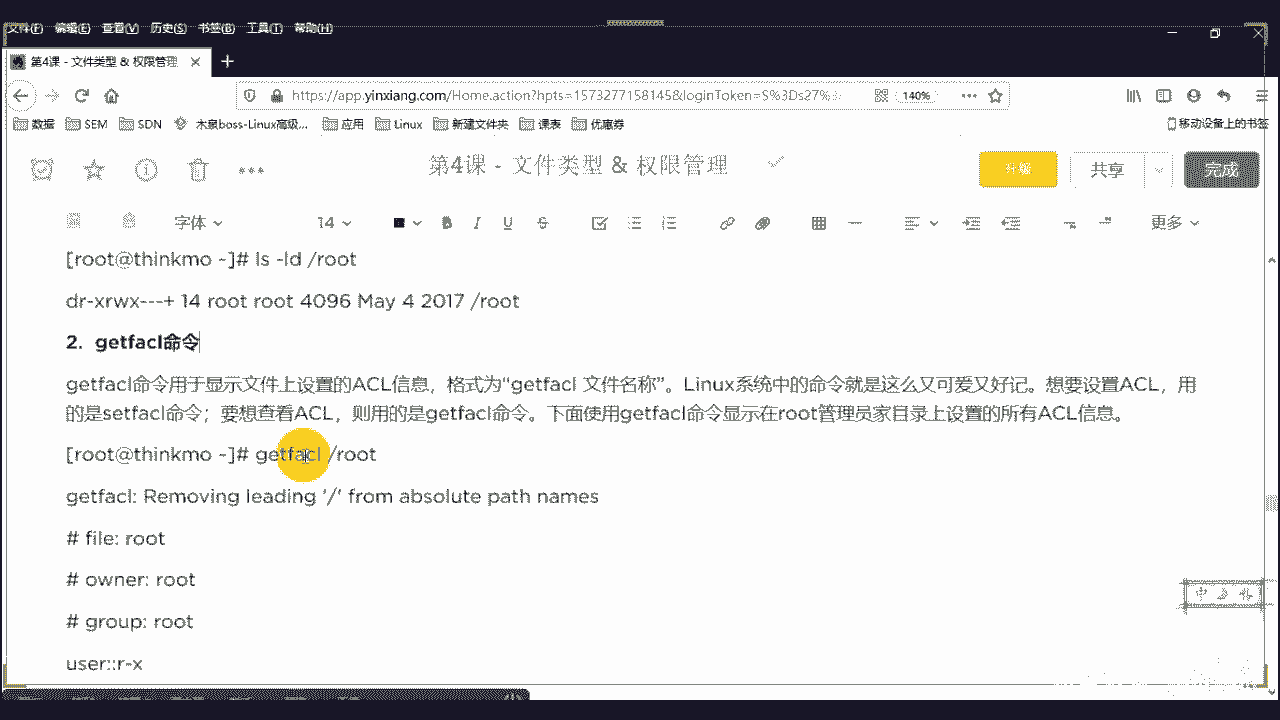 文件(F) 编辑(E) 查看(V) 历史(S) 书签(B) 工具(T) 帮助(H)
第4课 - 文件类型 & 权限管理
https://app.yinxiang.com/Home.action?hpts=1573277158145&loginToken=S%3Ds27%3
140%
数据 SEM SDN 木泉boss-Linux高级... 应用 Linux 新建文件夹 课表 优惠券 移动设备上的书签
第4课 - 文件类型 & 权限管理
升级 共享 完成
字体 14 B I U S 更多
[root@thinkmo ~]# ls -ld /root
dr-xrwx---+ 14 root root 4096 May 4 2017 /root
2. getfacl命令
getfacl命令用于显示文件上设置的ACL信息，格式为“getfacl 文件名称”。Linux系统中的命令就是这么又可爱又好记。想要设置ACL，用
的是setfacl命令；要想查看ACL，则用的是getfacl命令。下面使用getfacl命令显示在root管理员家目录上设置的所有ACL信息。
[root@thinkmo ~]# getfacl /root
getfacl: Removing leading '/' from absolute path names
# file: root
# owner: root
# group: root
user::r-x
中